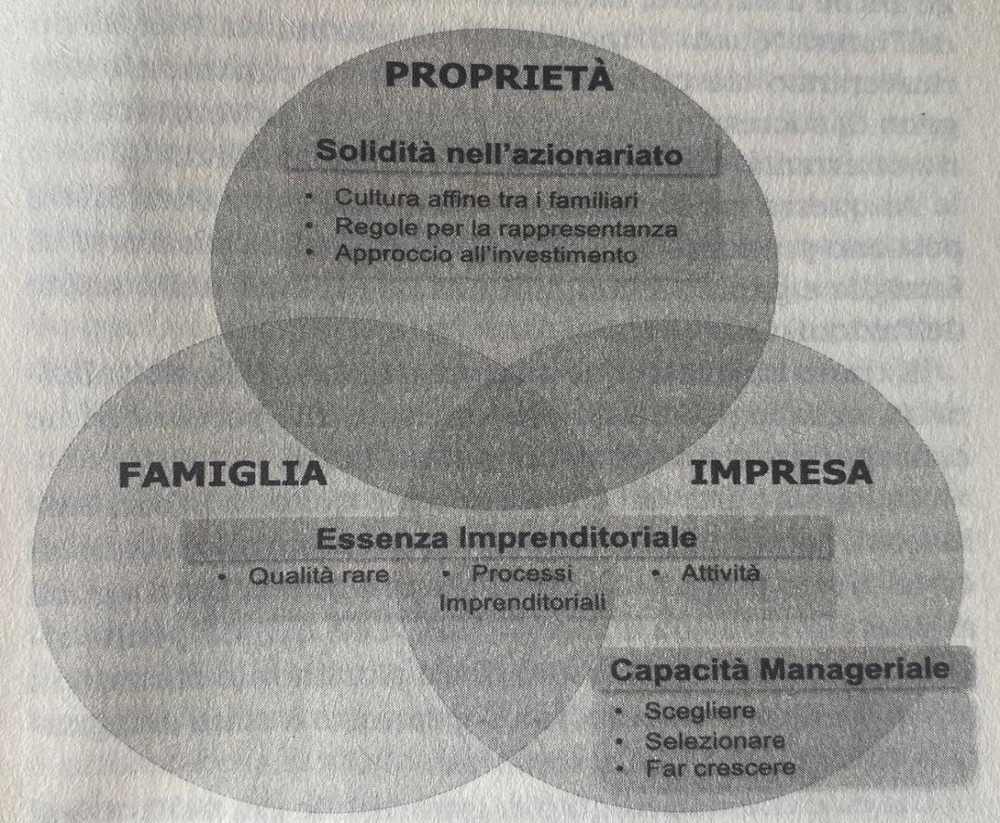 PROPRIETÀ
Solidità nell'azionariato
• Cultura affine tra i familiari
• Regole per la rappresentanza
• Approccio all'investimento
FAMIGLIA
IMPRESA
Essenza Imprenditoriale
• Qualità rare
• Processi
Imprenditoriali
• Attività
Capacità Manageriale
• Scegliere
• Selezionare
• Far crescere